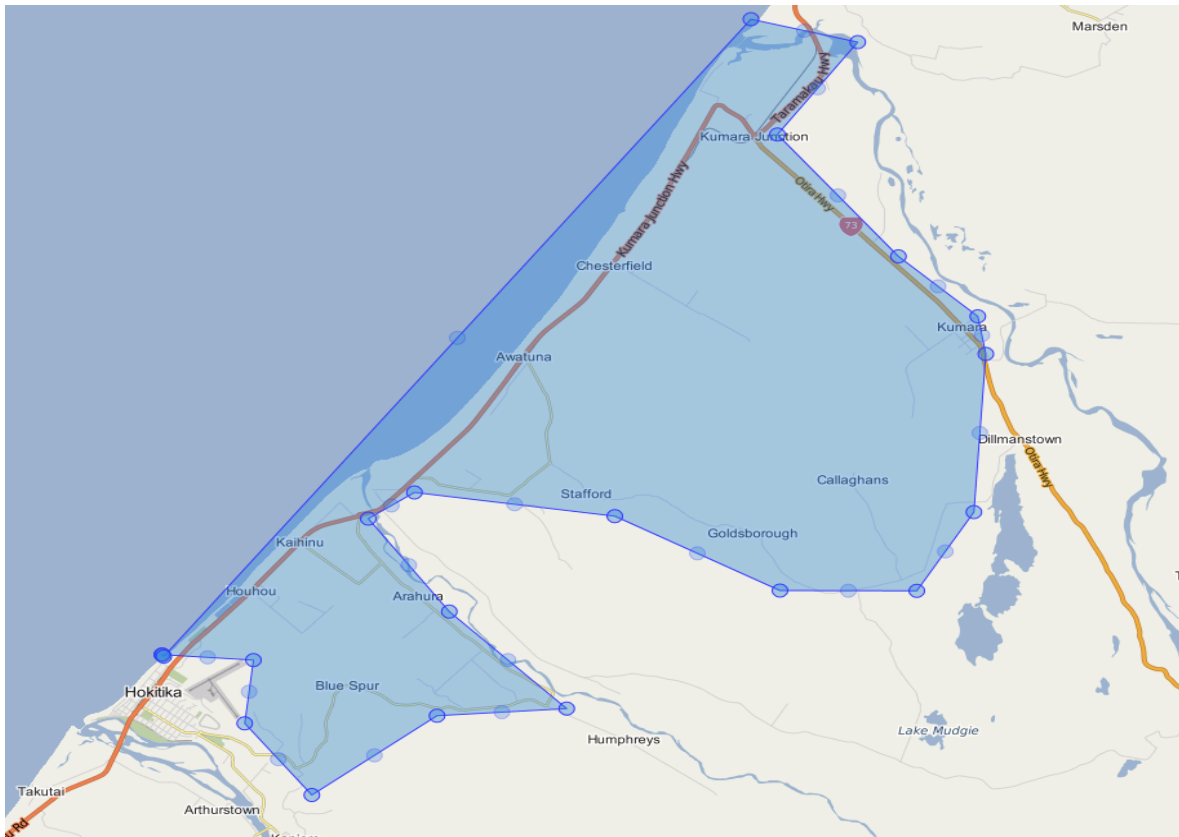 Marsden
Taramakau Hwy
Kumara Junction
Otira Hwy
73
Kumara Junction Hwy
Chesterfield
Kumara
Awatuna
Dillmanstown
Otira Hwy
Callaghans
Stafford
Goldsborough
Kaihinu
Houhou
Arahura
Blue Spur
Hokitika
Lake Mudgie
Humphreys
Takutai
Arthurstown
Rd